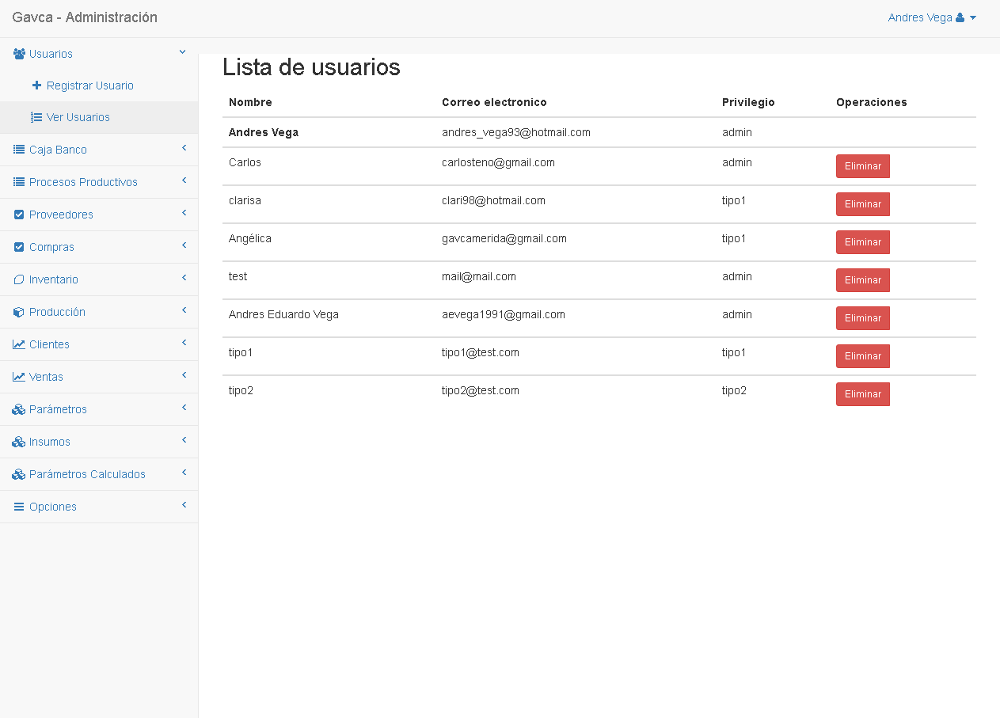 Gavca - Administración
Andres Vega
Usuarios
Registrar Usuario
Ver Usuarios
Caja Banco
Procesos Productivos
Proveedores
Compras
Inventario
Producción
Clientes
Ventas
Parámetros
Insumos
Parámetros Calculados
Opciones
Lista de usuarios
Nombre Correo electronico Privilegio Operaciones
Andres Vega andres_vega93@hotmail.com admin
Carlos carlosteno@gmail.com admin Eliminar
clarisa clari98@hotmail.com tipo1 Eliminar
Angélica gavcamerida@gmail.com tipo1 Eliminar
test mail@mail.com admin Eliminar
Andres Eduardo Vega aevega1991@gmail.com admin Eliminar
tipo1 tipo1@test.com tipo1 Eliminar
tipo2 tipo2@test.com tipo2 Eliminar